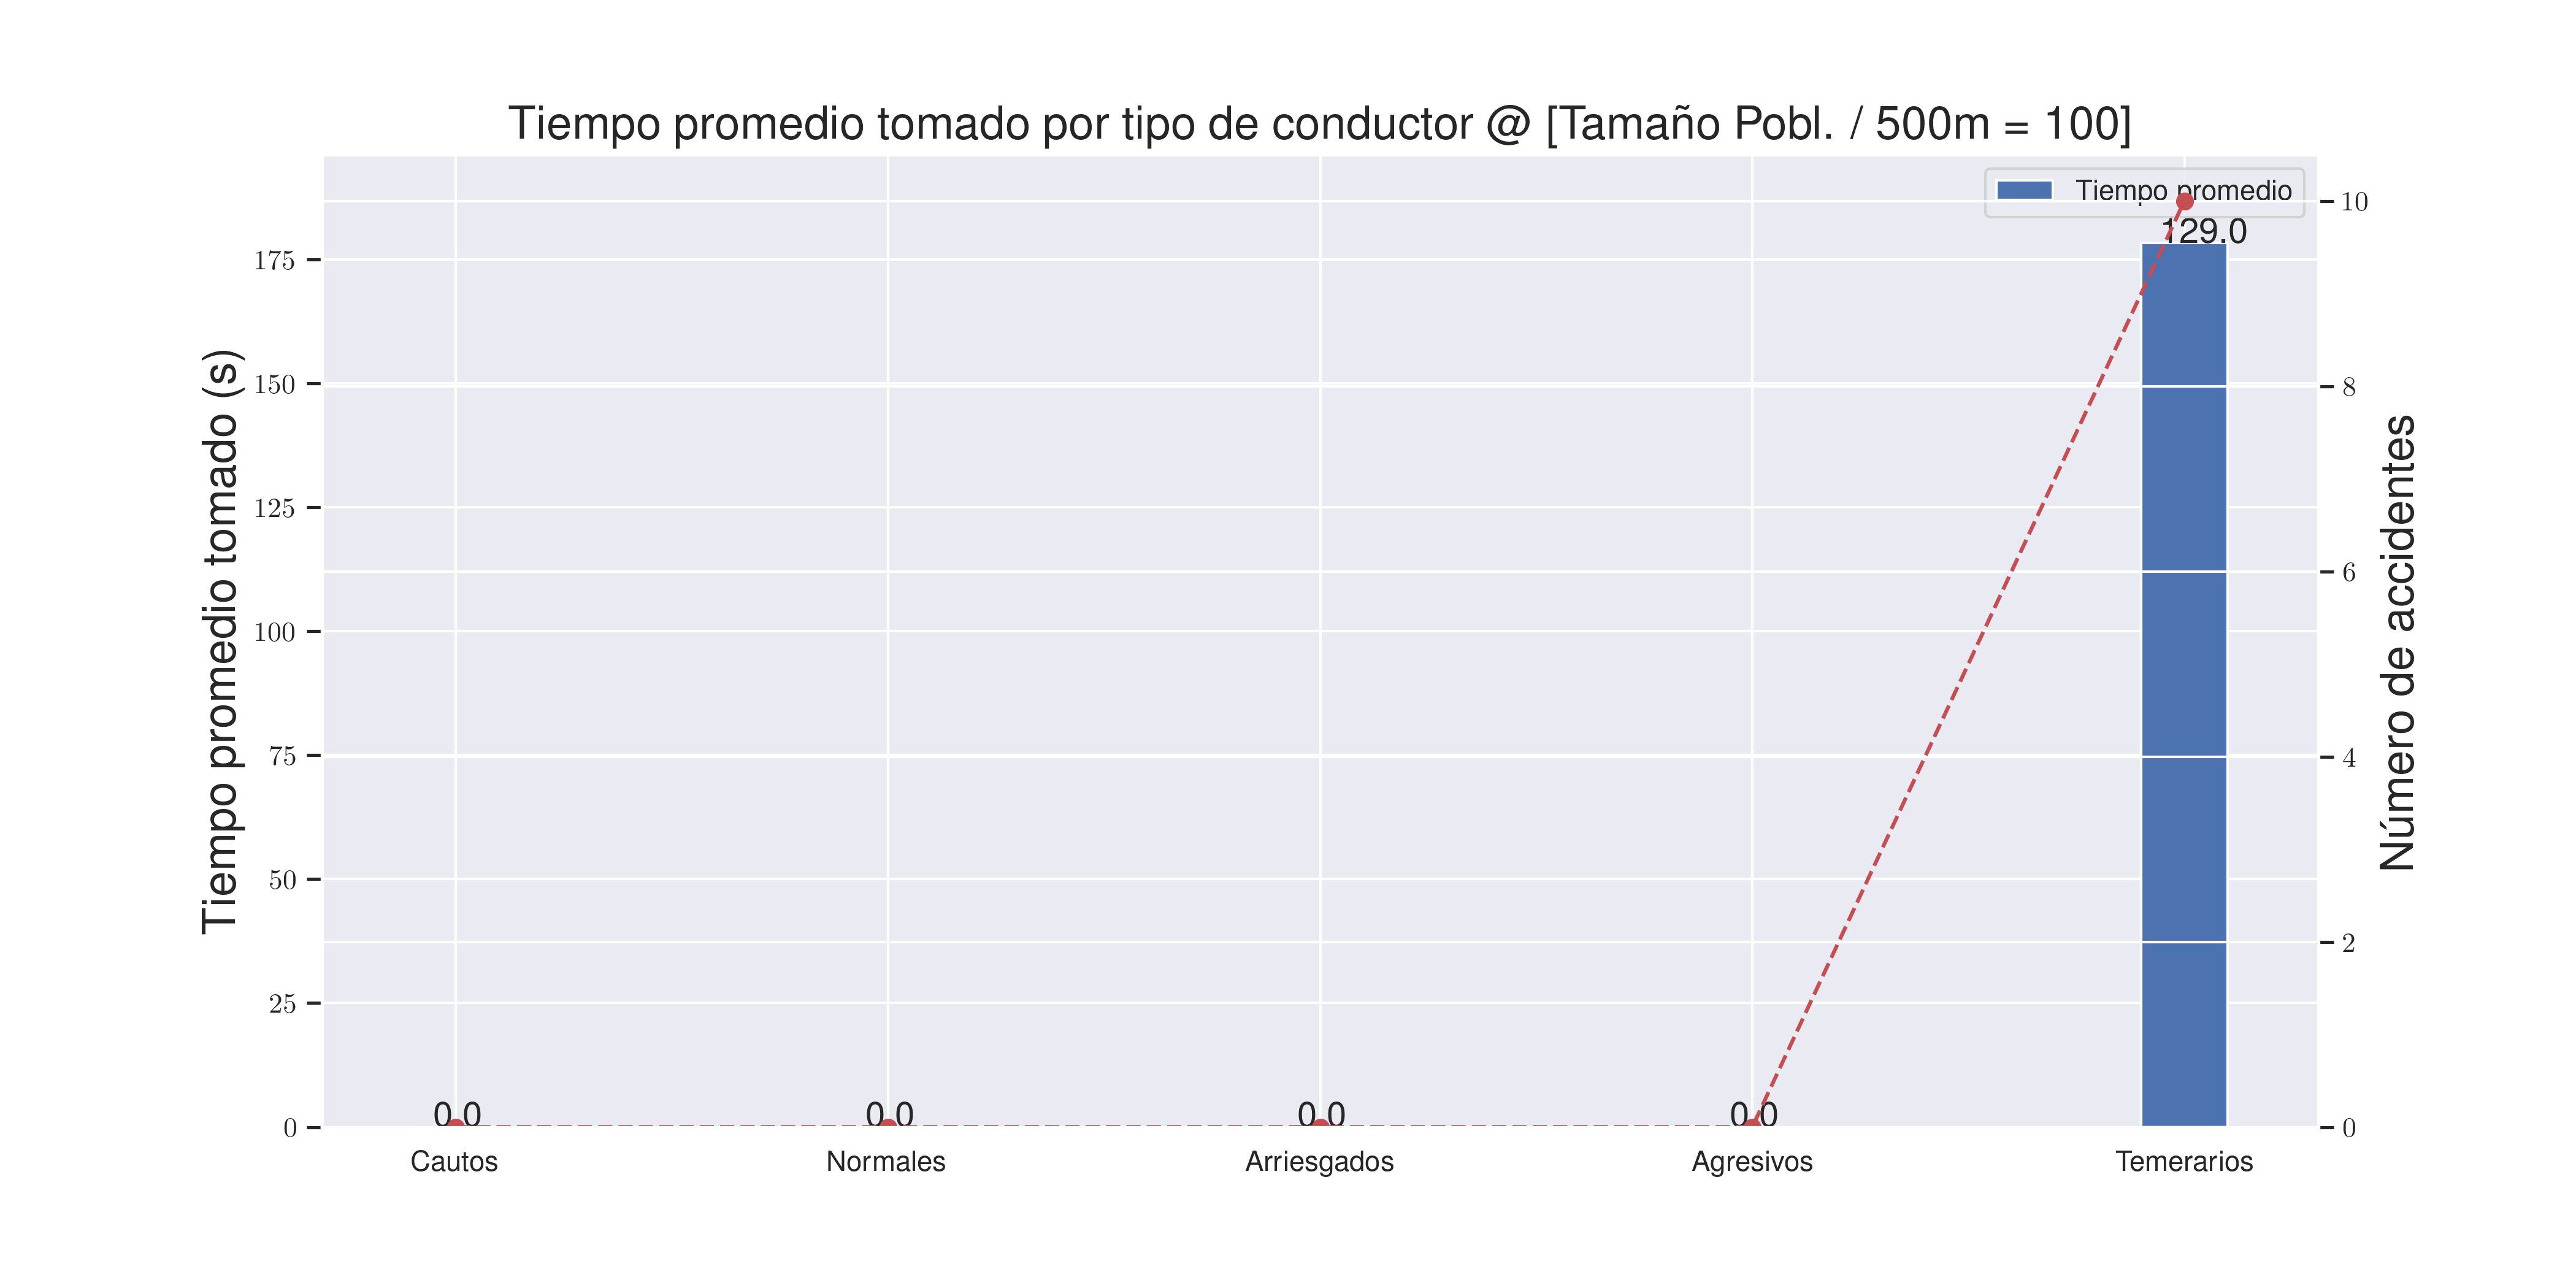 Tiempo promedio tomado por tipo de conductor @ [Tamaño Pobl. / 500m = 100]
Tiempo promedio
129.0
Tiempo promedio tomado (s)
175
150
125
100
75
50
25
0
10
8
6
4
2
0
Número de accidentes
0.0
0.0
0.0
0.0
Cautos
Normales
Arriesgados
Agresivos
Temerarios